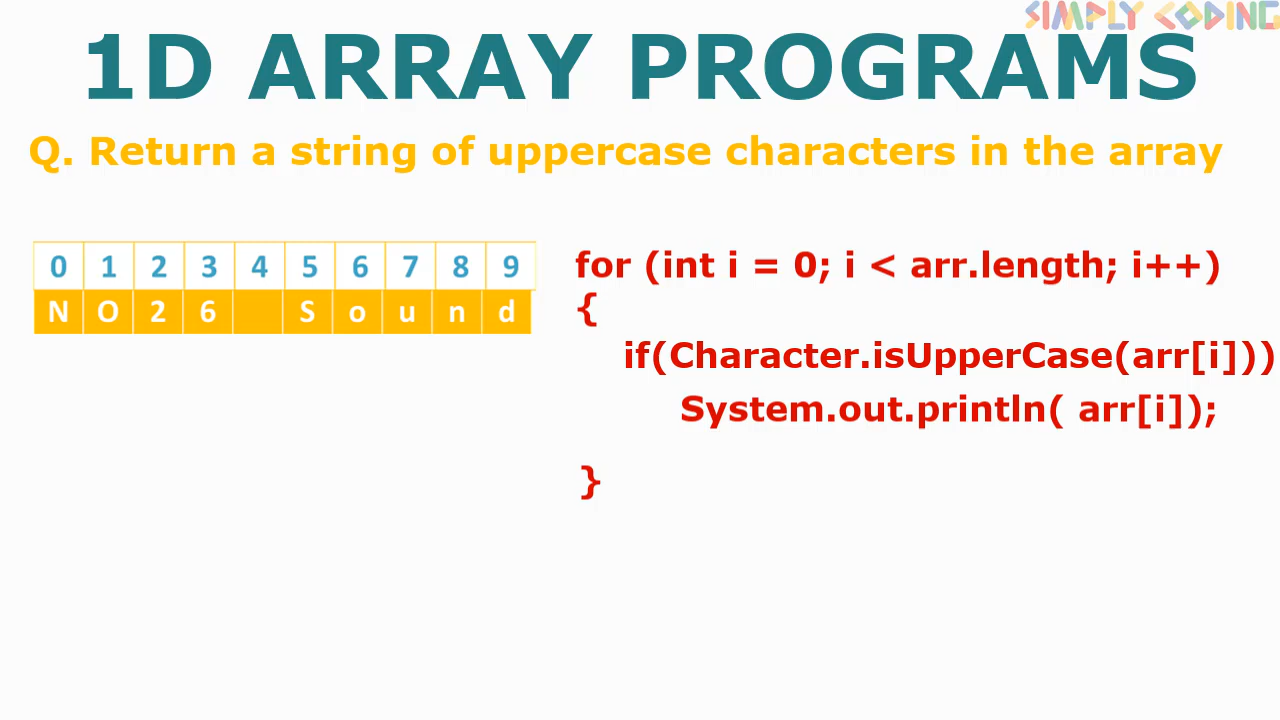 SIMPLY CODING
1D ARRAY PROGRAMS
Q. Return a string of uppercase characters in the array
0 1 2 3 4 5 6 7 8 9
N O 2 6 S o u n d
for (int i = 0; i < arr.length; i++)
{
if(Character.isUpperCase(arr[i]))
System.out.println( arr[i]);
}